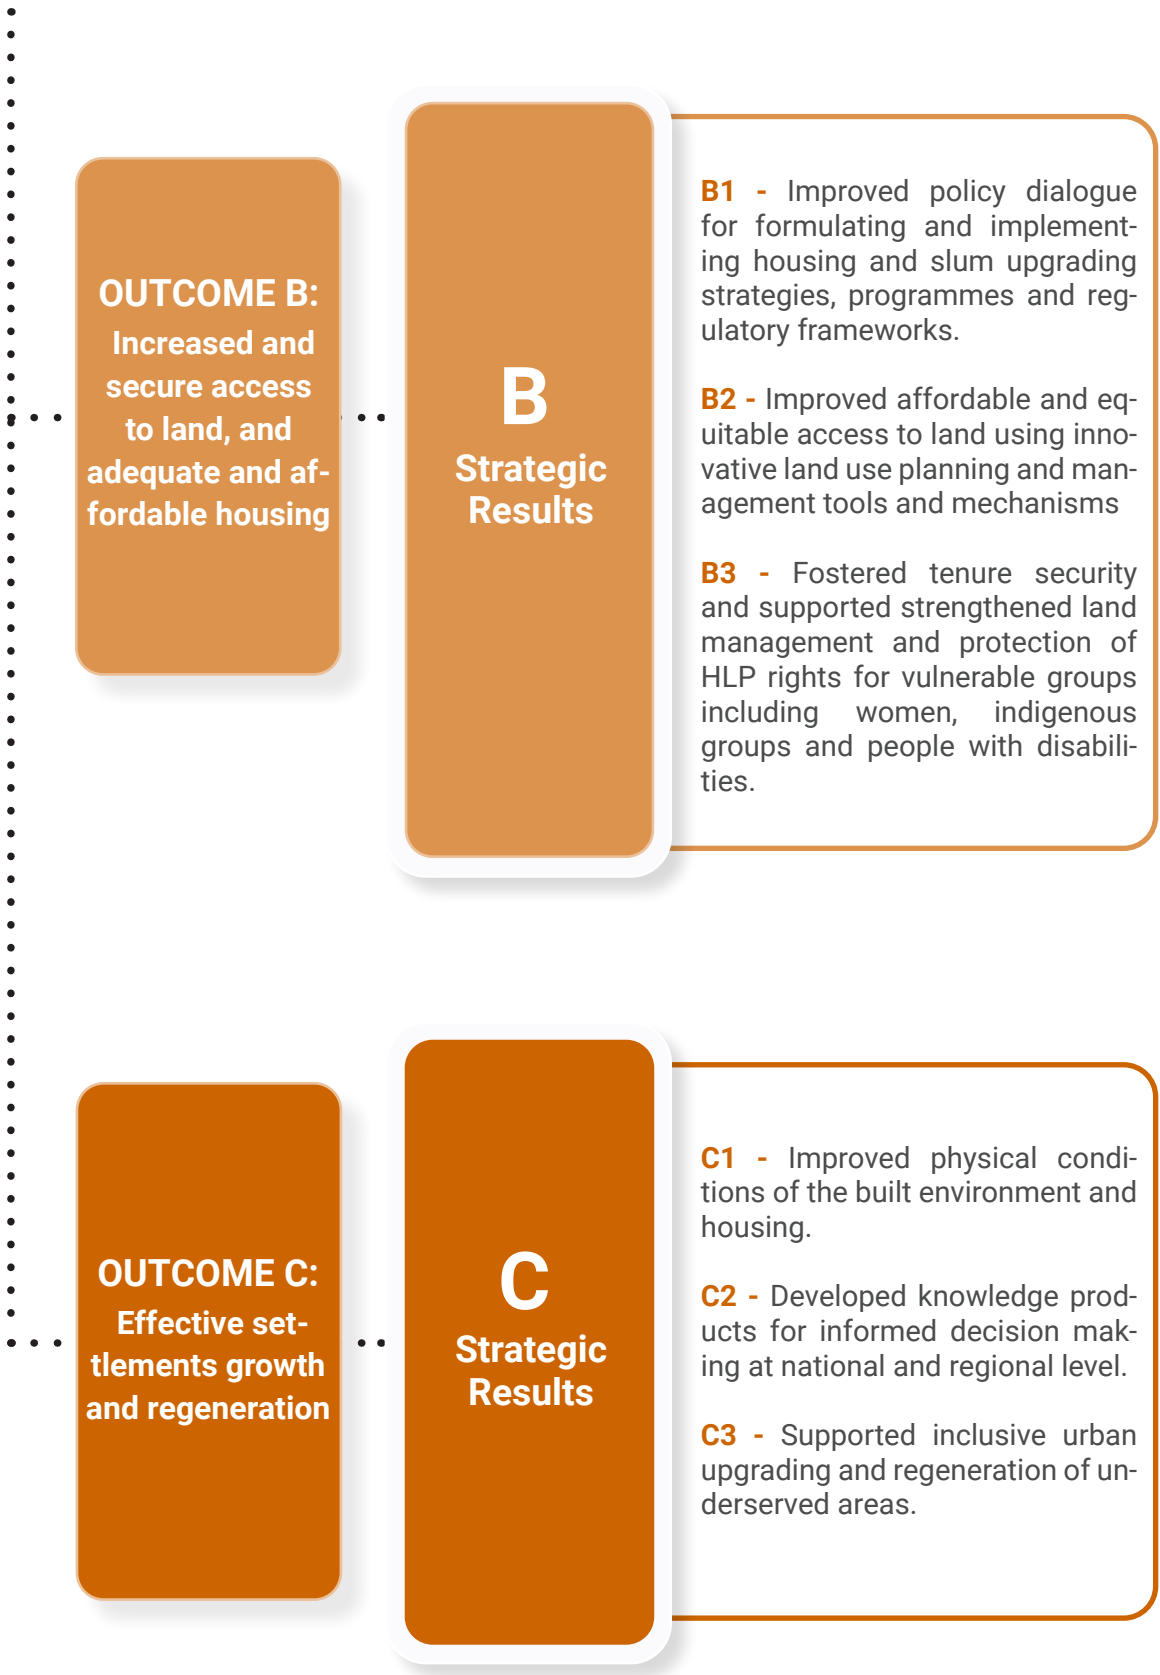 OUTCOME B:
Increased and
secure access
to land, and
adequate and af-
fordable housing
B
Strategic
Results
B1 - Improved policy dialogue
for formulating and implement-
ing housing and slum upgrading
strategies, programmes and reg-
ulatory frameworks.
B2 - Improved affordable and eq-
uitable access to land using inno-
vative land use planning and man-
agement tools and mechanisms
B3 - Fostered tenure security
and supported strengthened land
management and protection of
HLP rights for vulnerable groups
including women, indigenous
groups and people with disabili-
ties.
OUTCOME C:
Effective set-
tlements growth
and regeneration
C
Strategic
Results
C1 - Improved physical condi-
tions of the built environment and
housing.
C2 - Developed knowledge prod-
ucts for informed decision mak-
ing at national and regional level.
C3 - Supported inclusive urban
upgrading and regeneration of un-
derserved areas.